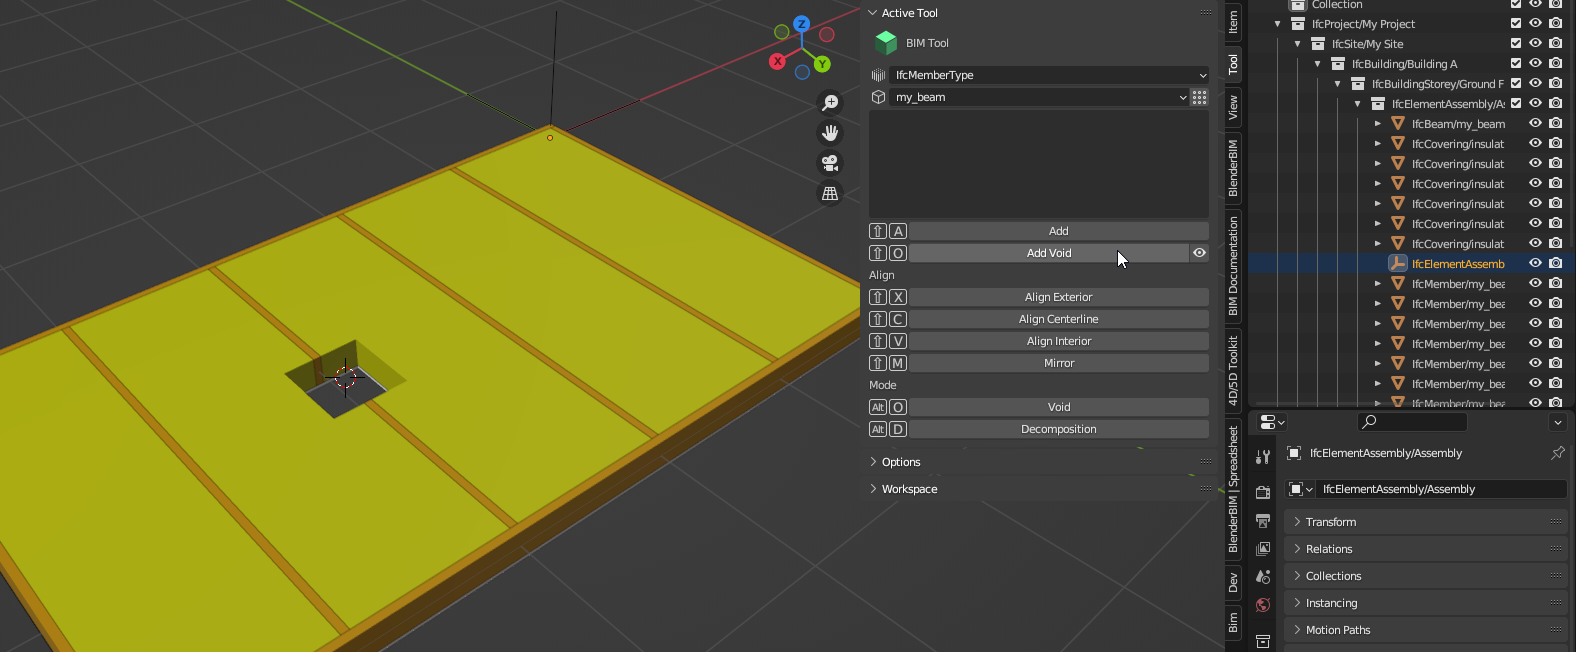 Z
X
Y
Active Tool
BIM Tool
IfcMemberType
my_beam
A
Add
O
Add Void
Align
X
Align Exterior
C
Align Centerline
V
Align Interior
M
Mirror
Mode
Alt O
Void
Alt D
Decomposition
Options
Workspace
Item
Tool
View
BlenderBIM
BIM Documentation
4D/5D Toolkit
BlenderBIM | Spreadsheet
Dev
Bim
Collection
IfcProject/My Project
IfcSite/My Site
IfcBuilding/Building A
IfcBuildingStorey/Ground F
IfcElementAssembly/As
IfcBeam/my_beam
IfcCovering/insulat
IfcCovering/insulat
IfcCovering/insulat
IfcCovering/insulat
IfcCovering/insulat
IfcCovering/insulat
IfcElementAssemb
IfcMember/my_bea
IfcMember/my_bea
IfcMember/my_bea
IfcMember/my_bea
IfcMember/my_bea
IfcMember/my_bea
IfcMember/my_bea
IfcElementAssembly/Assembly
IfcElementAssembly/Assembly
Transform
Relations
Collections
Instancing
Motion Paths